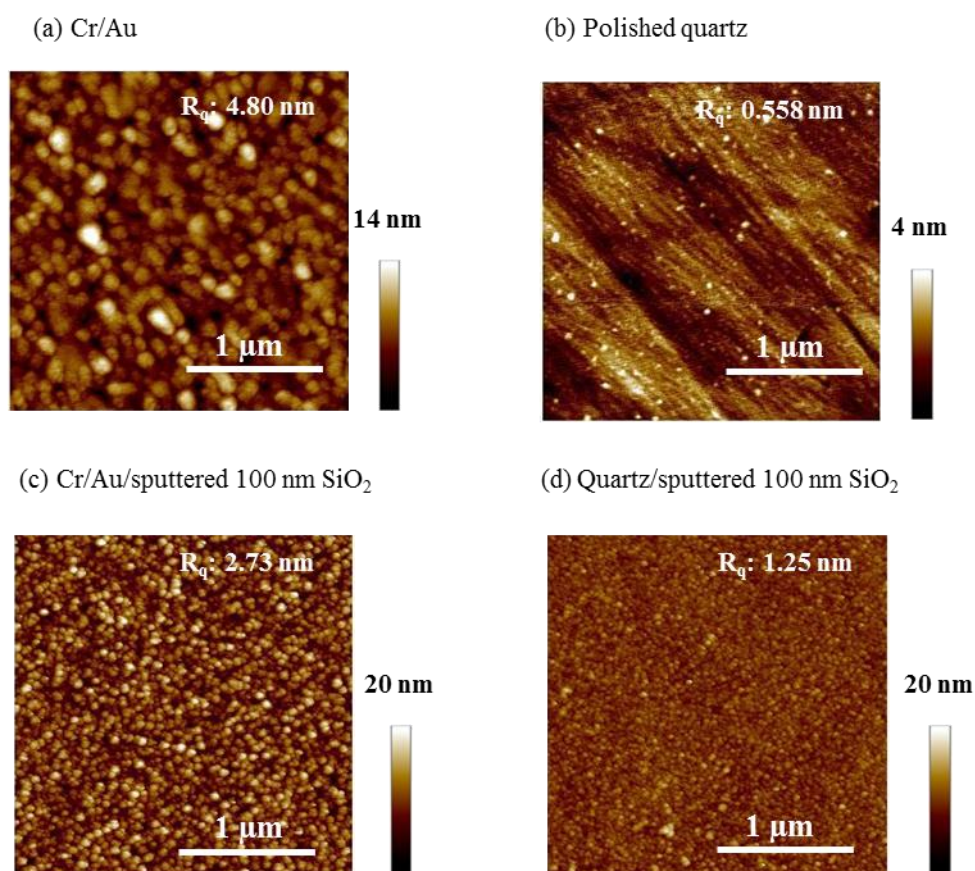 (a) Cr/Au
(b) Polished quartz
Rq: 4.80 nm
Rq: 0.558 nm
14 nm
4 nm
1 µm
1 µm
(c) Cr/Au/sputtered 100 nm SiO2
(d) Quartz/sputtered 100 nm SiO2
Rq: 2.73 nm
Rq: 1.25 nm
20 nm
20 nm
1 µm
1 µm